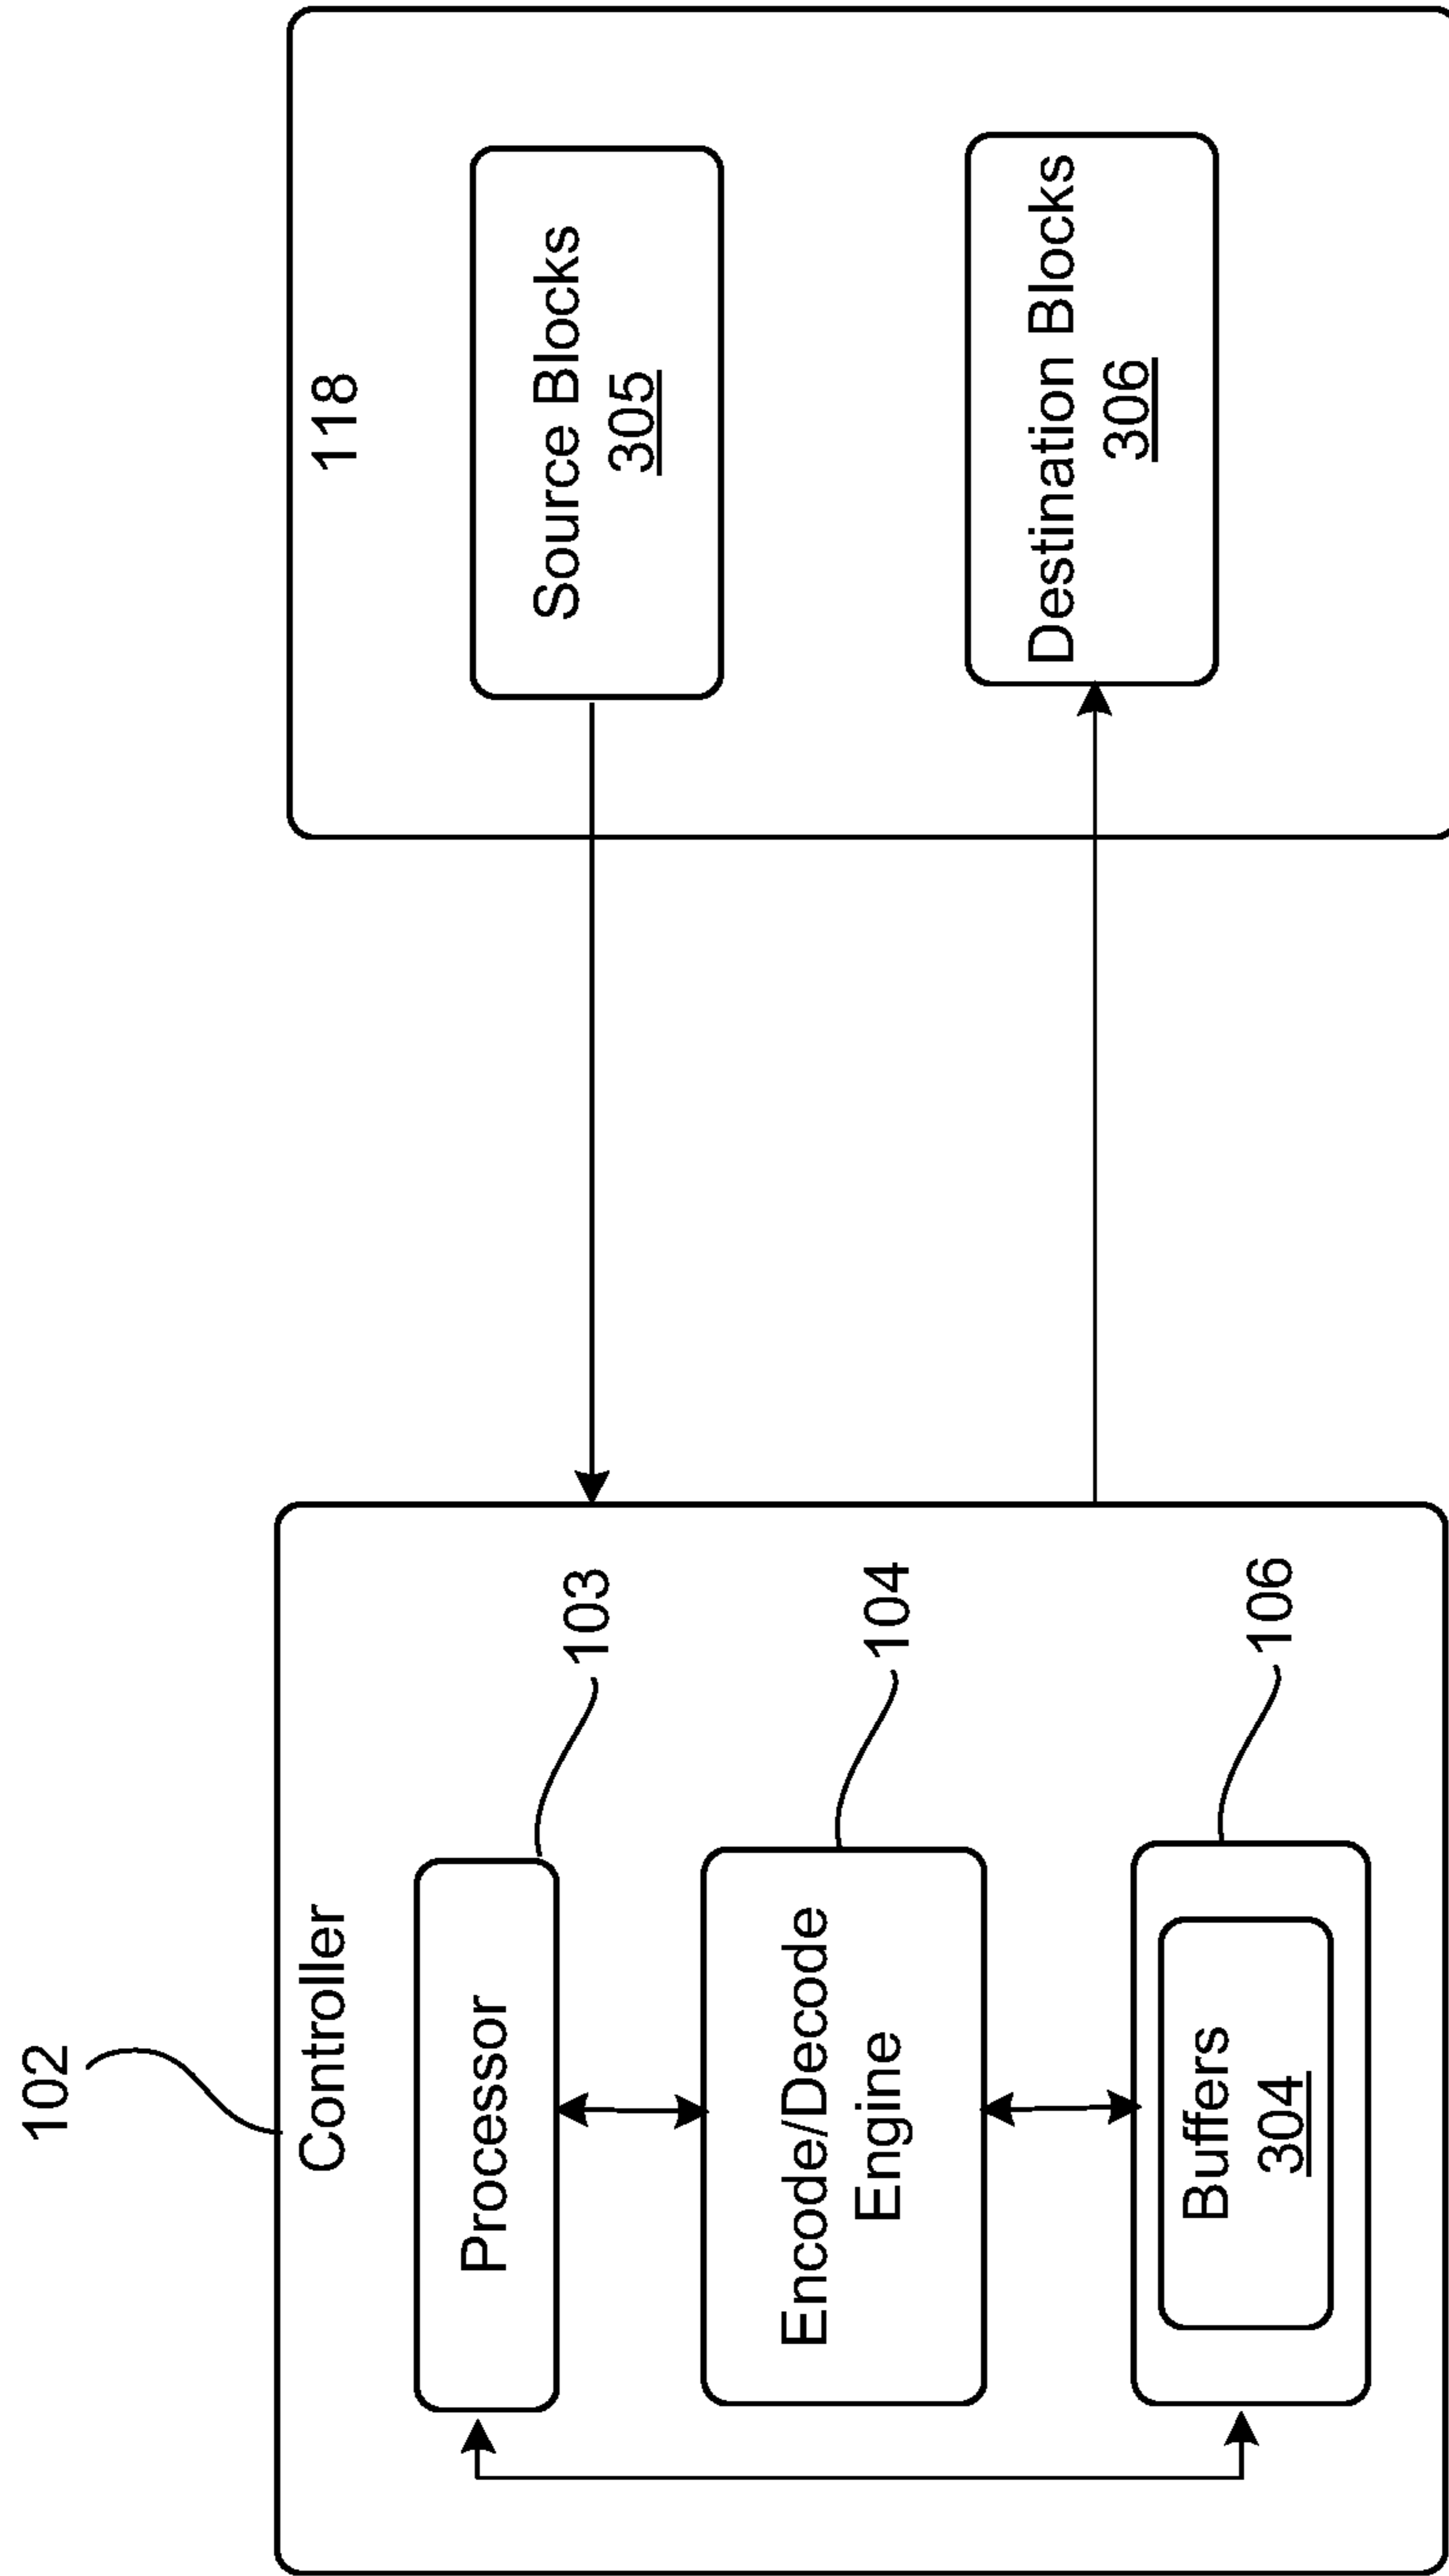 102
Controller
Processor
103
Encode/Decode
Engine
104
Buffers
304
106
118
Source Blocks
305
Destination Blocks
306